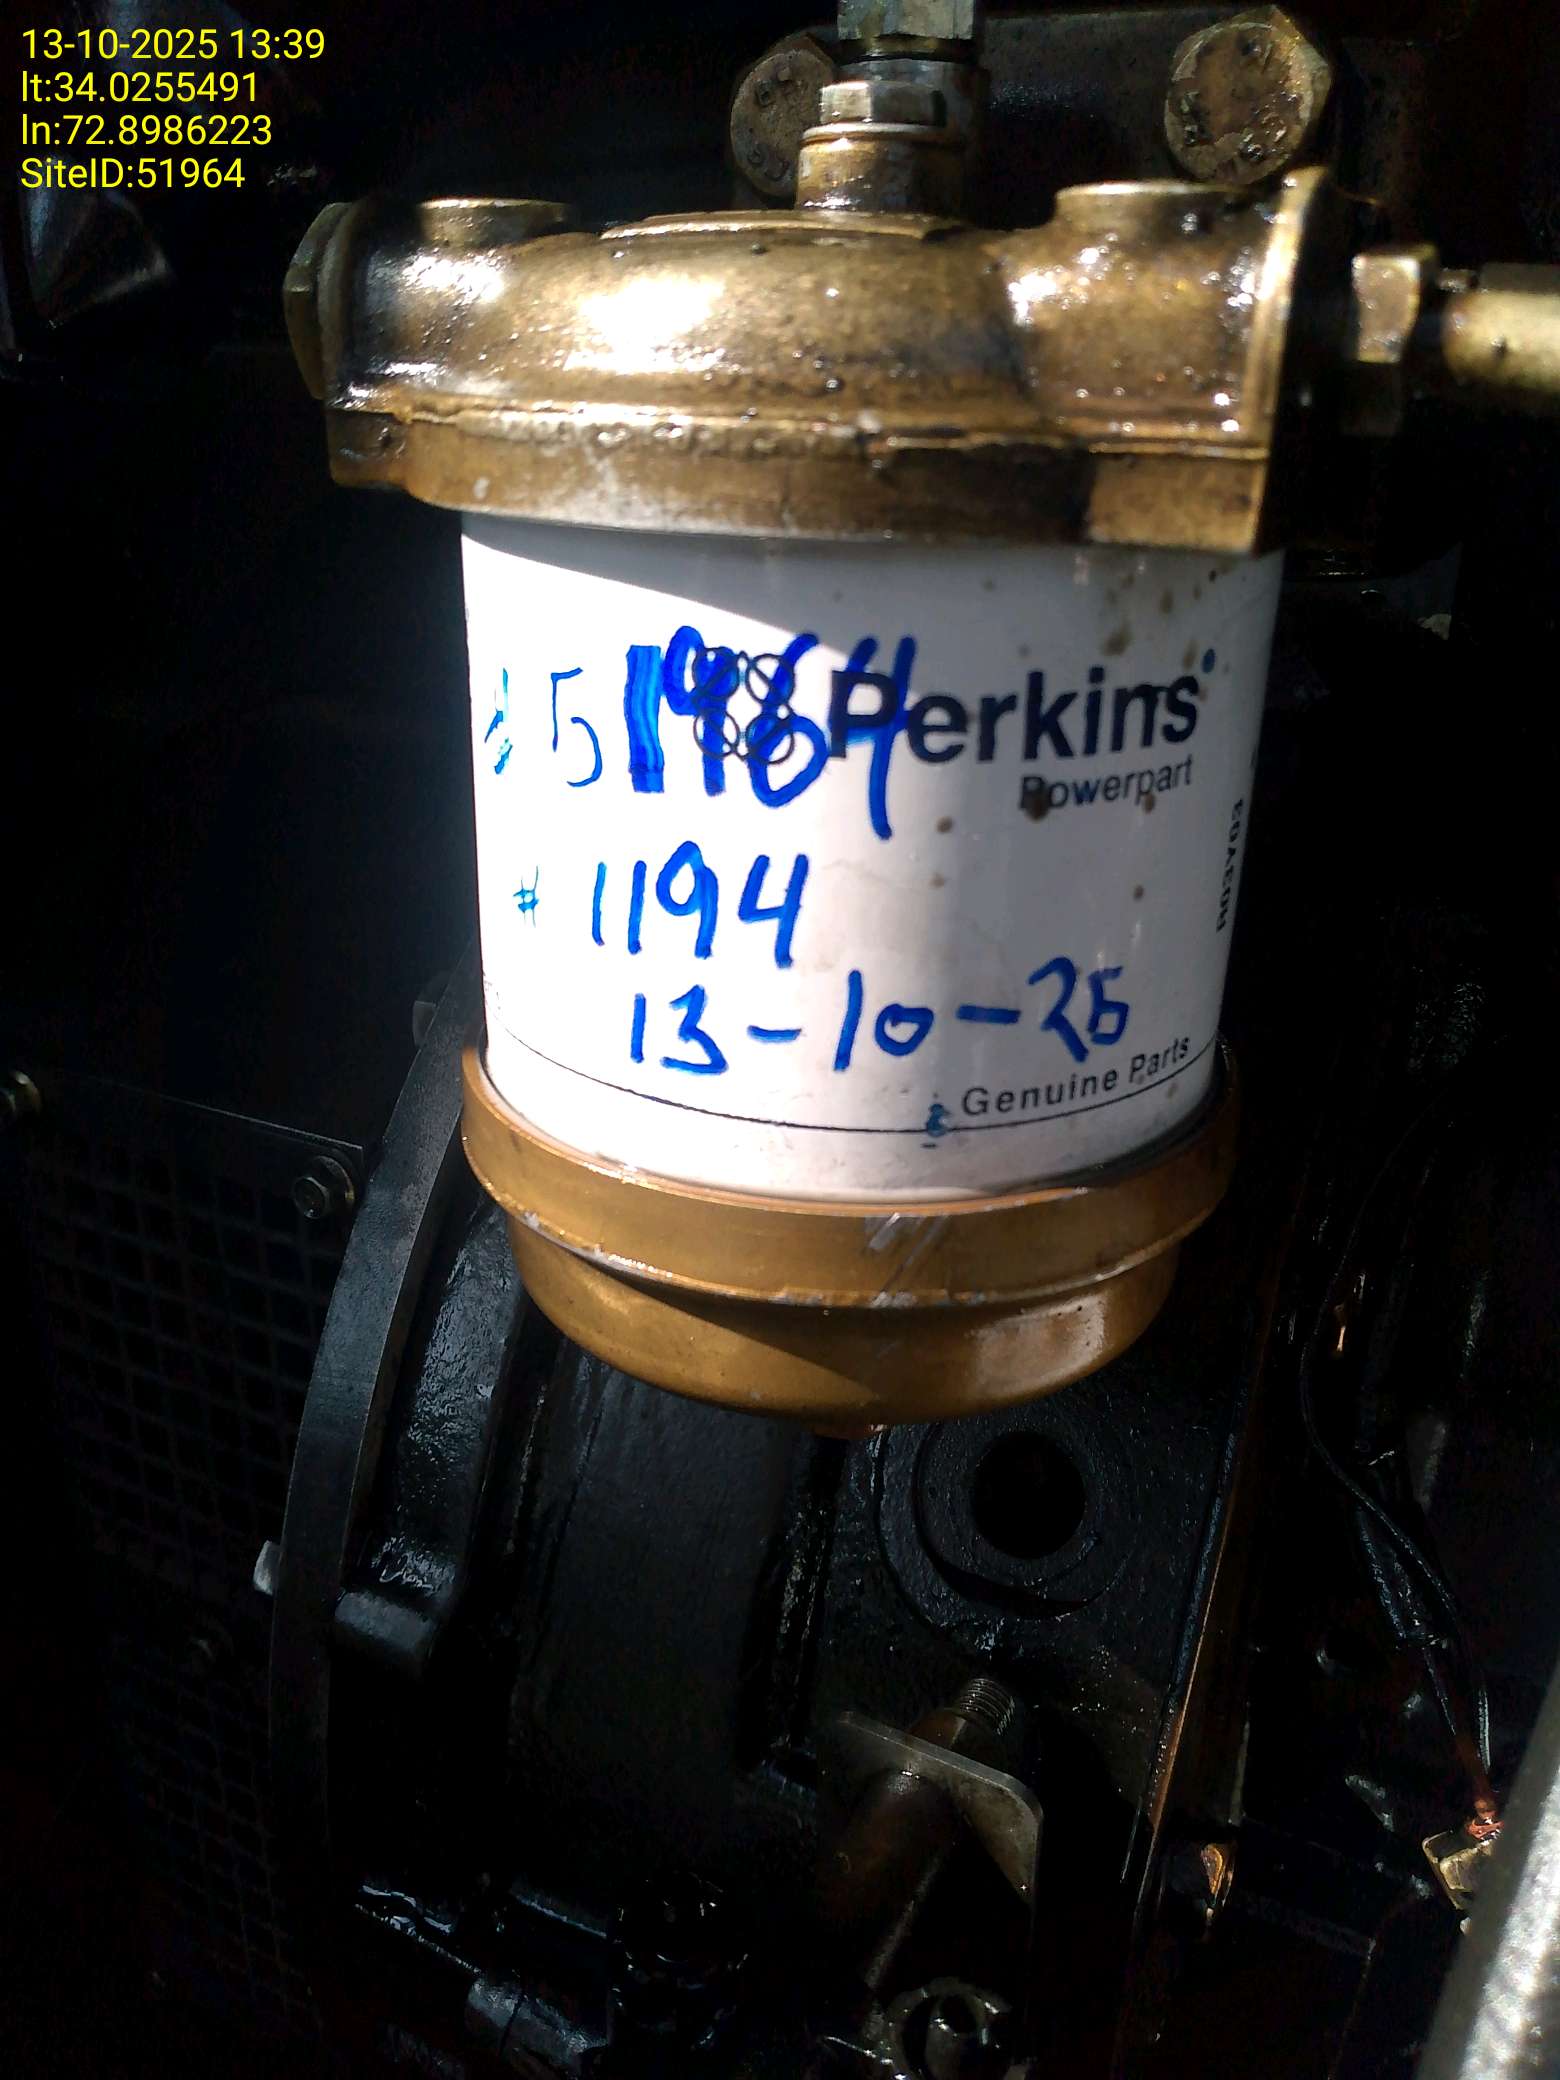 13-10-2025 13:39
lt:34.0255491
ln:72.8986223
SiteID:51964
# 51964
Perkins
Powerpart
# 1194
13-10-25
Genuine Parts